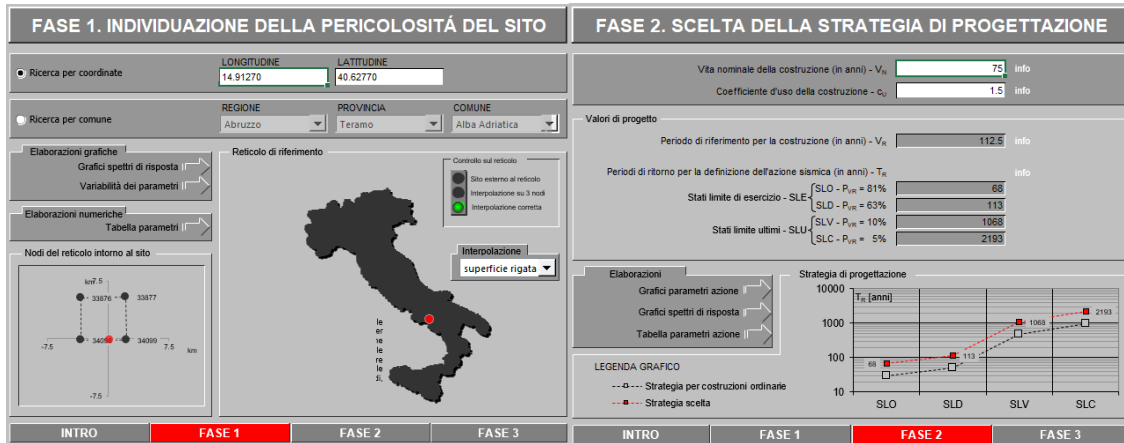 FASE 1. INDIVIDUAZIONE DELLA PERICOLOSITÁ DEL SITO
Ricerca per coordinate
LONGITUDINE
LATITUDINE
14.91270
40.62770
Ricerca per comune
REGIONE
PROVINCIA
COMUNE
Abruzzo
Teramo
Alba Adriatica
Elaborazioni grafiche
Grafici spettri di risposta
Variabilità dei parametri
Elaborazioni numeriche
Tabella parametri
Nodi del reticolo intorno al sito
km
7.5
33876
33877
-7.5
34099
7.5
km
-7.5
Reticolo di riferimento
Controllo sul reticolo
Sito esterno al reticolo
Interpolazione su 3 nodi
Interpolazione corretta
Interpolazione
superficie rigata
le
er
ne
le
re
le
di,
INTRO
FASE 1
FASE 2
FASE 3
FASE 2. SCELTA DELLA STRATEGIA DI PROGETTAZIONE
Vita nominale della costruzione (in anni) - VN 75 info
Coefficiente d'uso della costruzione - cU 1.5 info
Valori di progetto
Periodo di riferimento per la costruzione (in anni) - VR 112.5 info
Periodi di ritorno per la definizione dell'azione sismica (in anni) - TR info
Stati limite di esercizio - SLE
SLO - PVR = 81% 68
SLD - PVR = 63% 113
Stati limite ultimi - SLU
SLV - PVR = 10% 1068
SLC - PVR = 5% 2193
Elaborazioni
Grafici parametri azione
Grafici spettri di risposta
Tabella parametri azione
LEGENDA GRAFICO
Strategia per costruzioni ordinarie
Strategia scelta
Strategia di progettazione
TR [anni]
10000
1000
100
10
68
113
1068
2193
SLO
SLD
SLV
SLC
INTRO
FASE 1
FASE 2
FASE 3